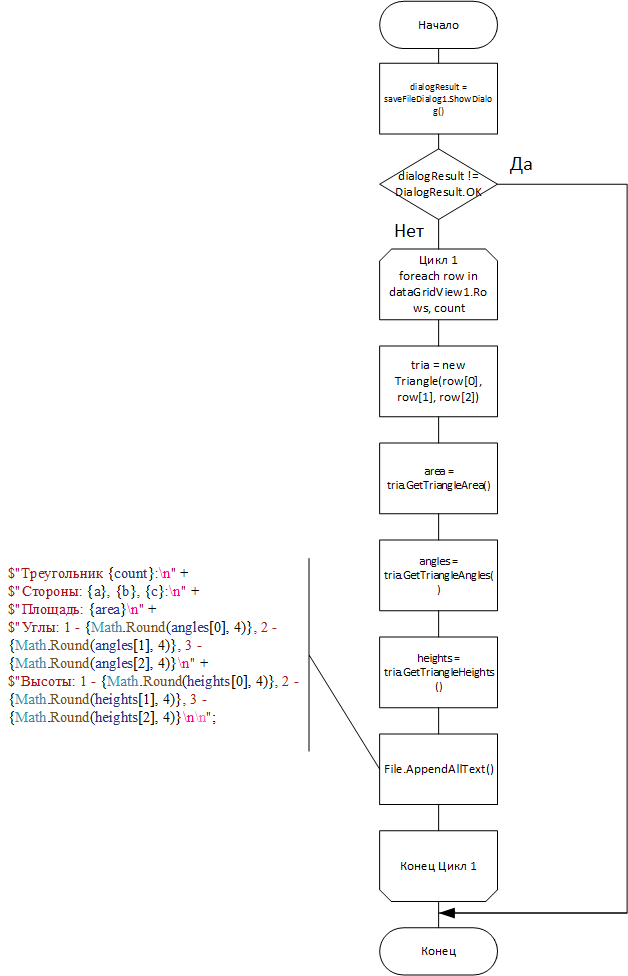 Начало
dialogResult =
saveFileDialog1.ShowDialo
g()
dialogResult !=
DialogResult.OK
Да
Нет
Цикл 1
foreach row in
dataGridView1.Ro
ws, count
tria = new
Triangle(row[0],
row[1], row[2])
area =
tria.GetTriangleArea()
angles =
tria.GetTriangleAngles(
)
heights =
tria.GetTriangleHeights
()
$"Треугольник {count}:\n" +
$"Стороны: {a}, {b}, {c}:\n" +
$"Площадь: {area}\n" +
$"Углы: 1 - {Math.Round(angles[0], 4)}, 2 -
{Math.Round(angles[1], 4)}, 3 -
{Math.Round(angles[2], 4)}\n" +
$"Высоты: 1 - {Math.Round(heights[0], 4)}, 2 -
{Math.Round(heights[1], 4)}, 3 -
{Math.Round(heights[2], 4)}\n\n";
File.AppendAllText()
Конец Цикл 1
Конец